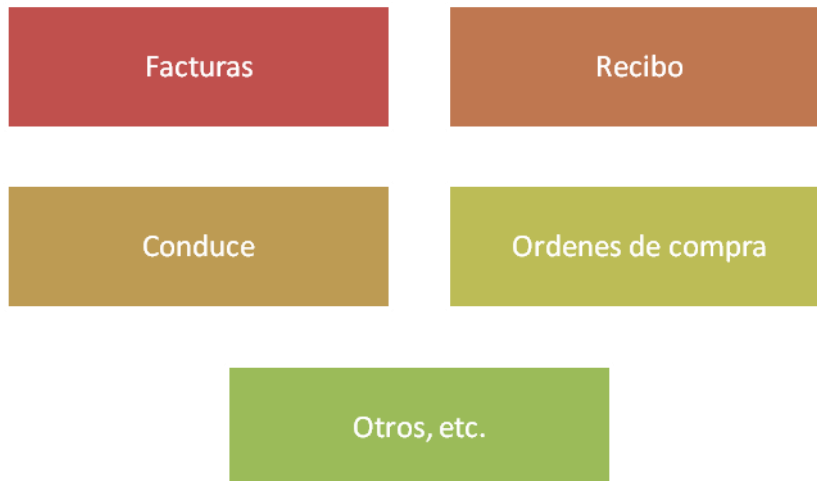 Facturas
Recibo
Conduce
Ordenes de compra
Otros, etc.